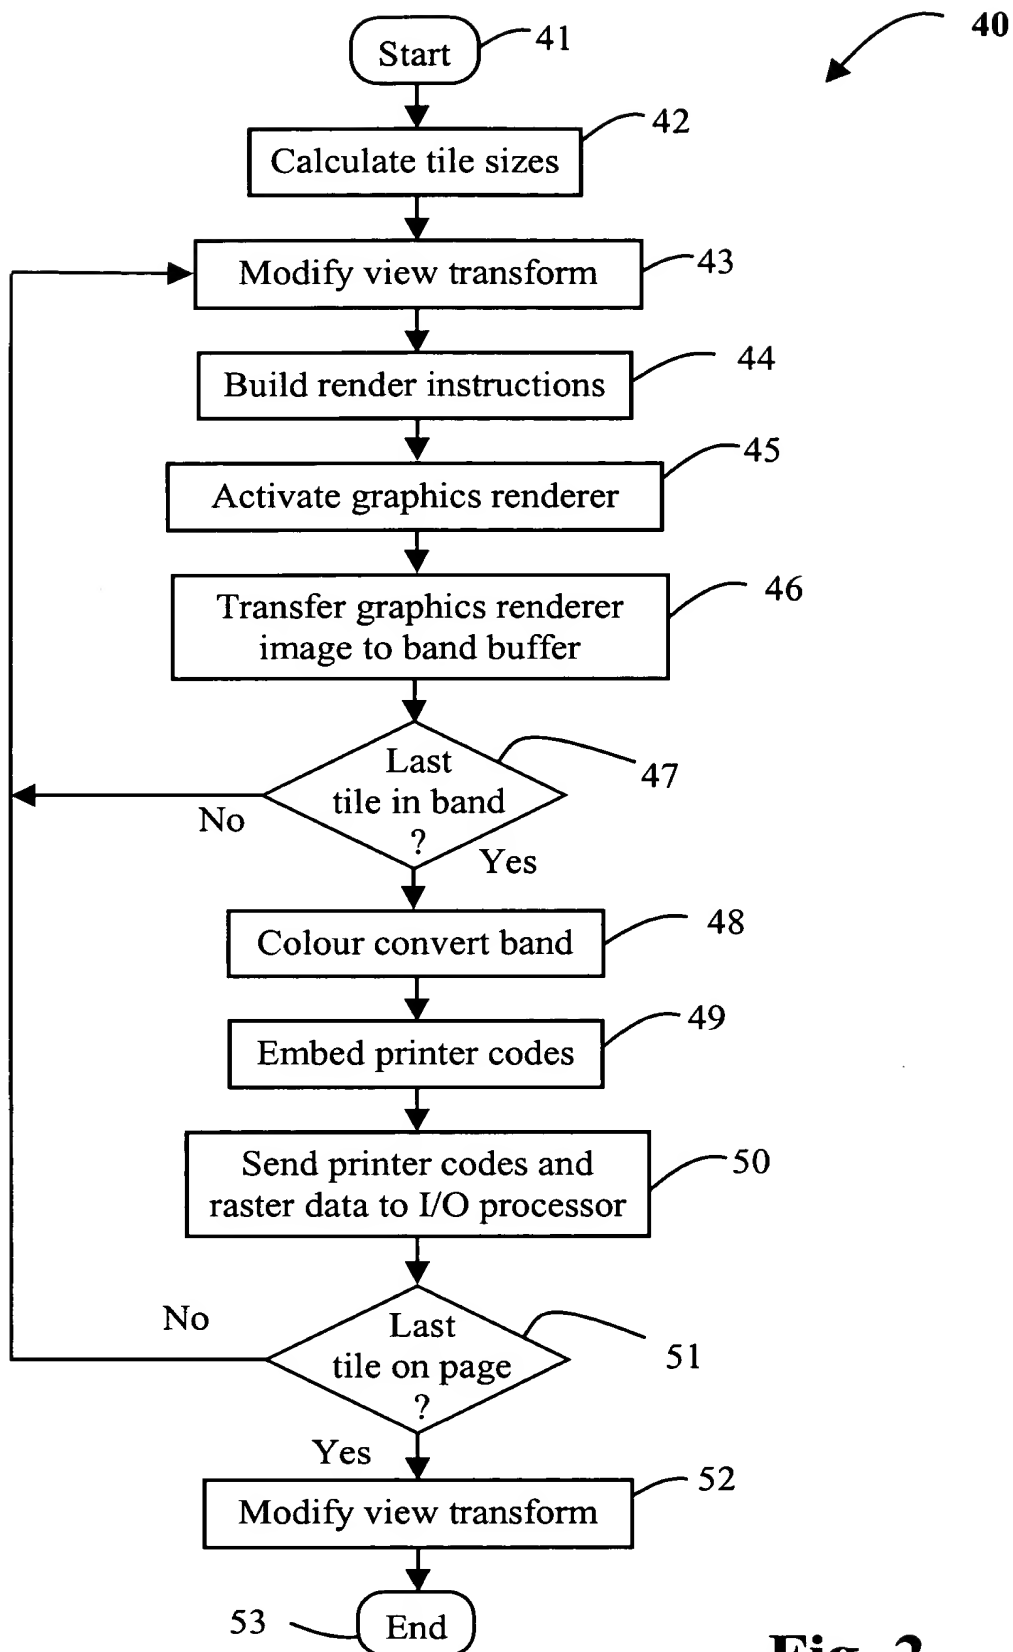 40
Start
41
Calculate tile sizes
42
Modify view transform
43
Build render instructions
44
Activate graphics renderer
45
Transfer graphics renderer
image to band buffer
46
Last
tile in band
?
47
No
Yes
Colour convert band
48
Embed printer codes
49
Send printer codes and
raster data to I/O processor
50
Last
tile on page
?
51
No
Yes
Modify view transform
52
End
53